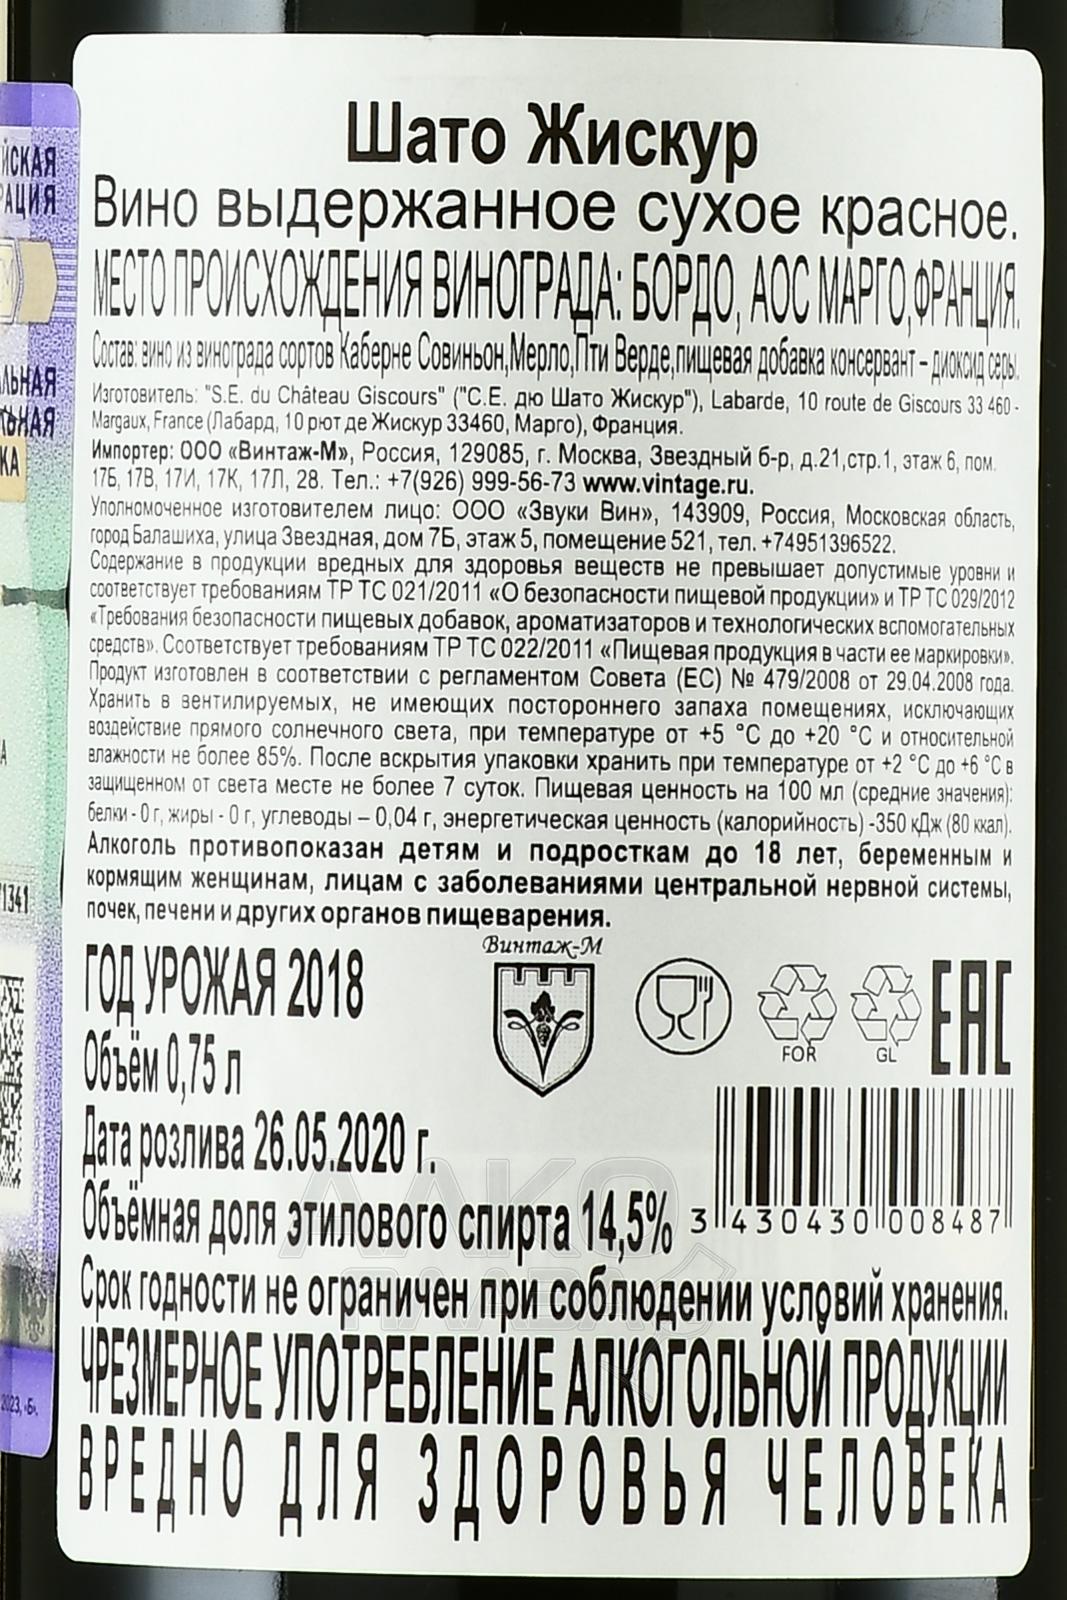 Шато Жискур
Вино выдержанное сухое красное.
МЕСТО ПРОИСХОЖДЕНИЯ ВИНОГРАДА: БОРДО, АОС МАРГО,ФРАНЦИЯ.
Состав: вино из винограда сортов Каберне Совиньон,Мерло,Пти Верде,пищевая добавка консервант – диоксид серы.
Изготовитель: "S.E. du Château Giscours" ("С.Е. дю Шато Жискур"), Labarde, 10 route de Giscours 33 460 -
Margaux, France (Лабард, 10 рют де Жискур 33460, Марго), Франция.
Импортер: ООО «Винтаж-М», Россия, 129085, г. Москва, Звездный б-р, д.21,стр.1, этаж 6, пом.
17Б, 17В, 17И, 17К, 17Л, 28. Тел.: +7(926) 999-56-73 www.vintage.ru.
Уполномоченное изготовителем лицо: ООО «Звуки Вин», 143909, Россия, Московская область,
город Балашиха, улица Звездная, дом 7Б, этаж 5, помещение 521, тел. +74951396522.
Содержание в продукции вредных для здоровья веществ не превышает допустимые уровни и
соответствует требованиям ТР ТС 021/2011 «О безопасности пищевой продукции» и ТР ТС 029/2012
«Требования безопасности пищевых добавок, ароматизаторов и технологических вспомогательных
средств». Соответствует требованиям ТР ТС 022/2011 «Пищевая продукция в части ее маркировки».
Продукт изготовлен в соответствии с регламентом Совета (ЕС) № 479/2008 от 29.04.2008 года.
Хранить в вентилируемых, не имеющих постороннего запаха помещениях, исключающих
воздействие прямого солнечного света, при температуре от +5 °С до +20 °С и относительной
влажности не более 85%. После вскрытия упаковки хранить при температуре от +2 °С до +6 °С в
защищенном от света месте не более 7 суток. Пищевая ценность на 100 мл (средние значения):
белки - 0 г, жиры - 0 г, углеводы – 0,04 г, энергетическая ценность (калорийность) -350 кДж (80 ккал).
Алкоголь противопоказан детям и подросткам до 18 лет, беременным и
кормящим женщинам, лицам с заболеваниями центральной нервной системы,
почек, печени и других органов пищеварения.
Винтаж-М
ГОД УРОЖАЯ 2018
Объём 0,75 л
FOR
GL
ЕАС
Дата розлива 26.05.2020 г.
Объёмная доля этилового спирта 14,5%
3 430430 008487
Срок годности не ограничен при соблюдении условий хранения.
ЧРЕЗМЕРНОЕ УПОТРЕБЛЕНИЕ АЛКОГОЛЬНОЙ ПРОДУКЦИИ
ВРЕДНО ДЛЯ ЗДОРОВЬЯ ЧЕЛОВЕКА
ЙСКАЯ
РАЦИЯ
АЛЬНАЯ
ЛЬНАЯ
КА
1341
2023, «Б».
АЛКО
ПЛАЗА